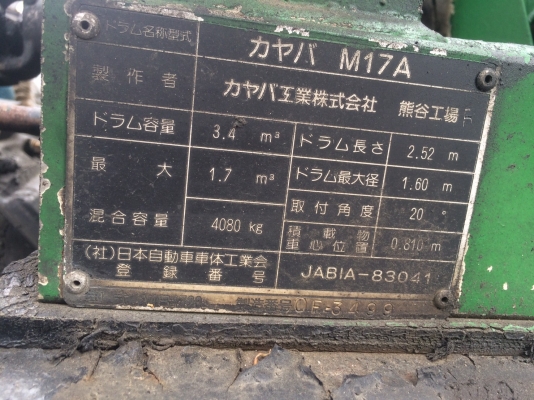 ドラム名称型式 カヤバ M17A
製作者 カヤバ工業株式会社 熊谷工場
ドラム容量 3.4 m³ ドラム長さ 2.52 m
最大 1.7 m³ ドラム最大径 1.60 m
混合容量 4080 kg 取付角度 20 °
積載物重心位置 0.810 m
(社)日本自動車車体工業会
登録番号 JABIA-83041